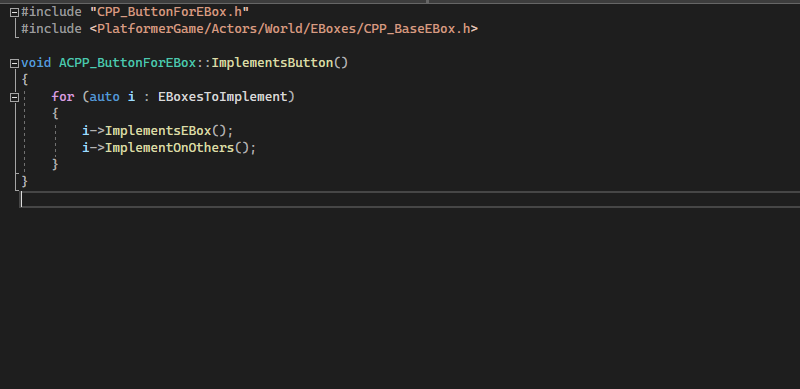 #include "CPP_ButtonForEBox.h"
#include <PlatformerGame/Actors/World/EBoxes/CPP_BaseEBox.h>
void ACPP_ButtonForEBox::ImplementsButton()
{
for (auto i : EBoxesToImplement)
{
i->ImplementsEBox();
i->ImplementOnOthers();
}
}